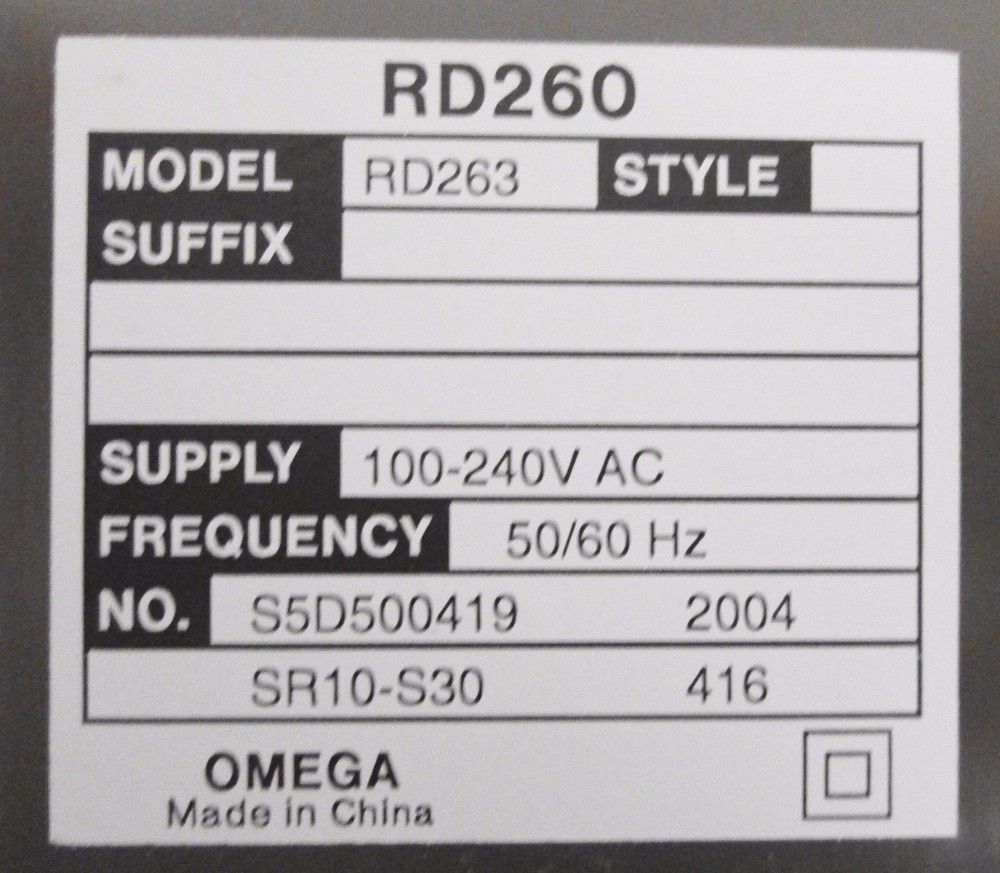 RD260
MODEL RD263 STYLE
SUFFIX
SUPPLY 100-240V AC
FREQUENCY 50/60 Hz
NO. S5D500419 2004
SR10-S30 416
OMEGA
Made in China